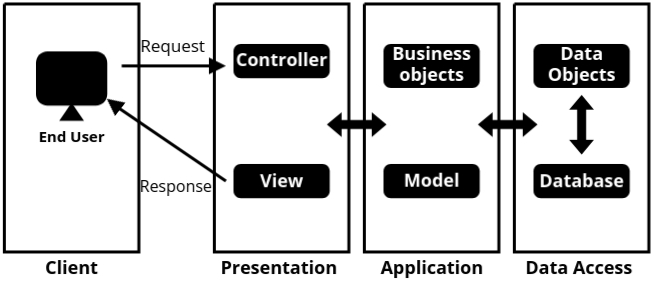 Request
Controller
Business
objects
Data
Objects
End User
Response
View
Model
Database
Client
Presentation
Application
Data Access